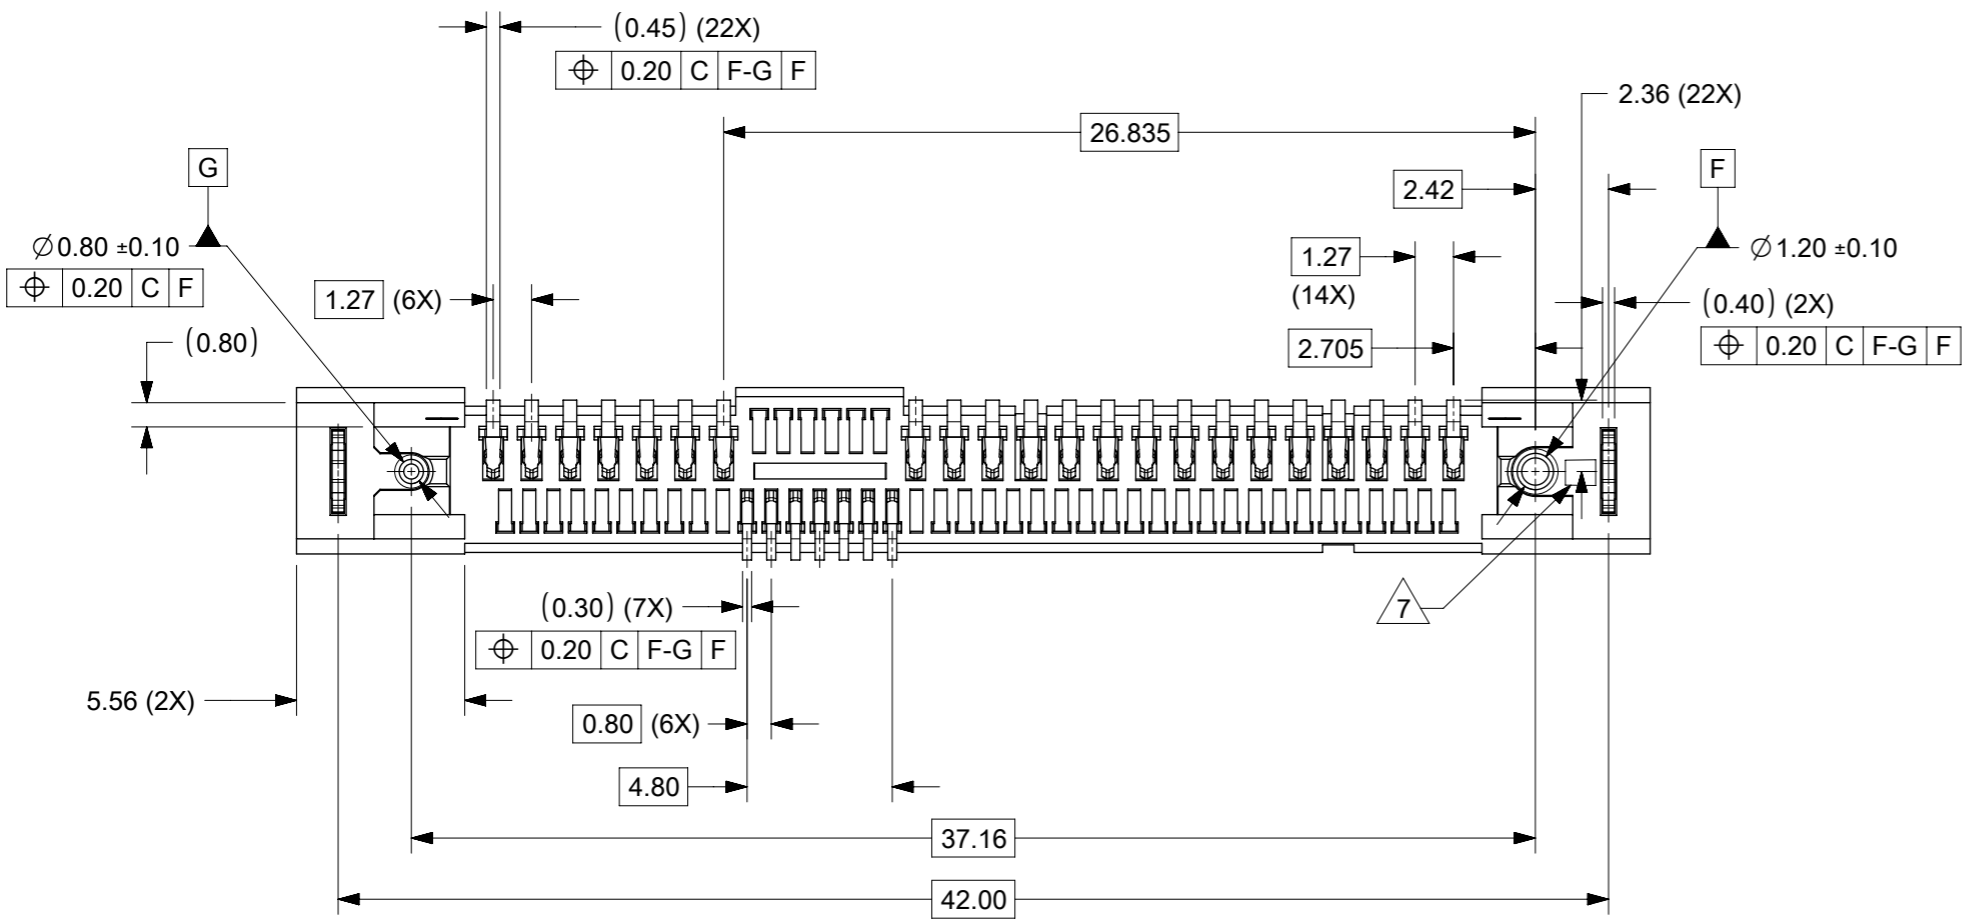 (0.45) (22X)
⌖ 0.20 C F-G F
2.36 (22X)
26.835
G
F
2.42
⌀0.80 ±0.10
⌖ 0.20 C F
⌀1.20 ±0.10
1.27 (6X)
1.27
(14X)
(0.40) (2X)
⌖ 0.20 C F-G F
(0.80)
2.705
(0.30) (7X)
⌖ 0.20 C F-G F
7
5.56 (2X)
0.80 (6X)
4.80
37.16
42.00